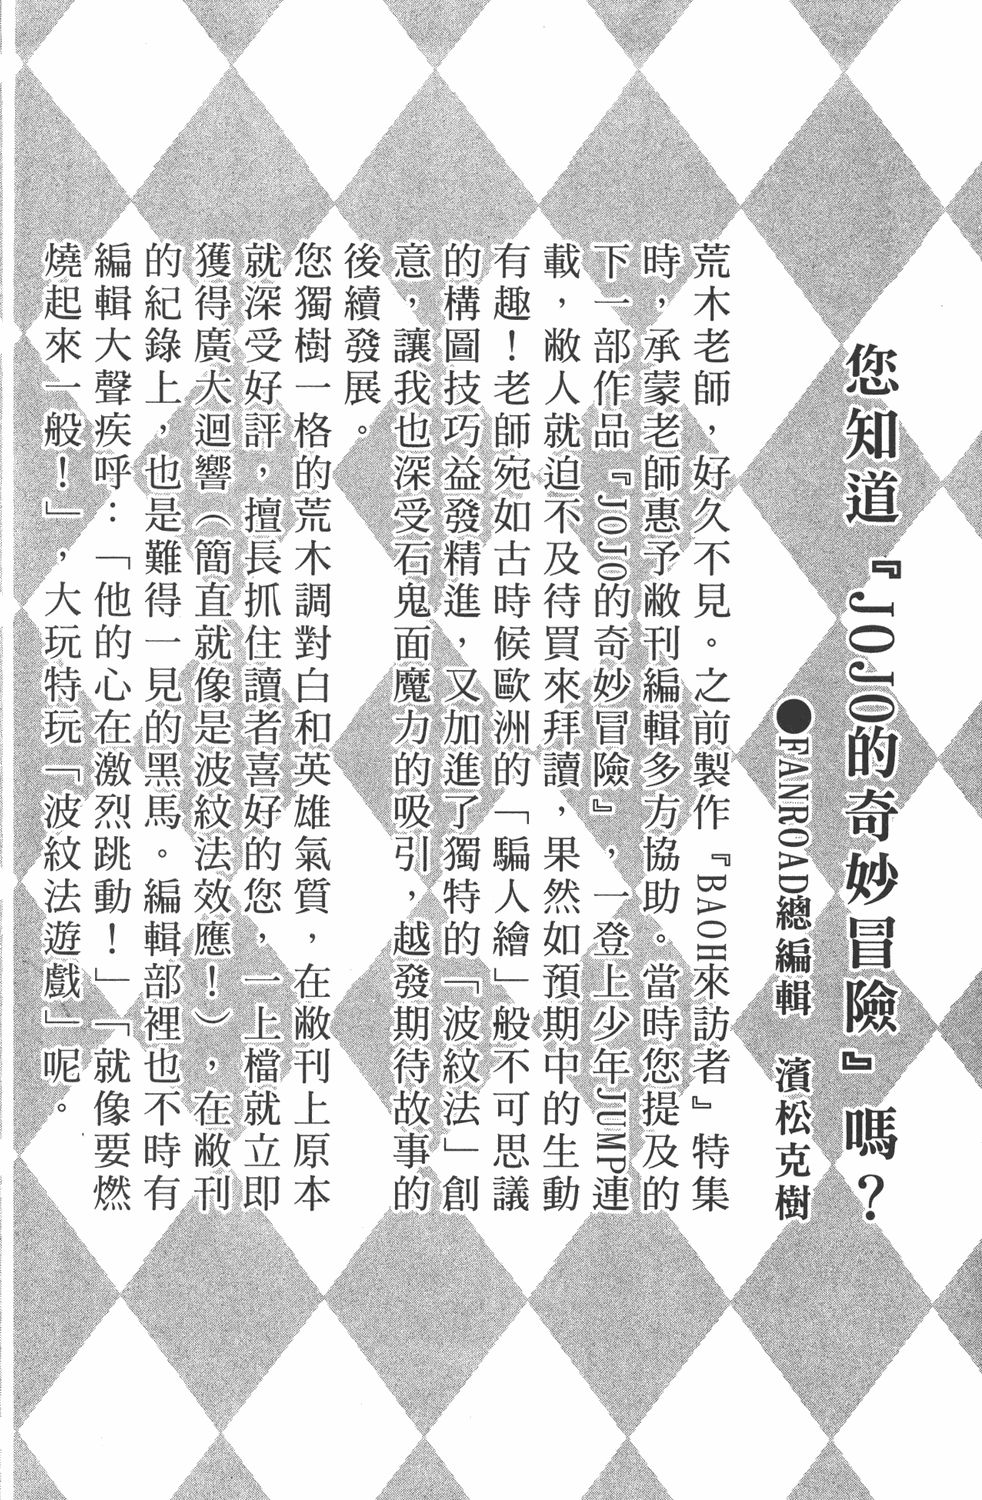 您知道『JOJO的奇妙冒險』嗎？
●FANROAD總編輯　濱松克樹
荒木老師，好久不見。之前製作『BAOH來訪者』特集
時，承蒙老師惠予敝刊編輯多方協助。當時您提及的
下一部作品『JOJO的奇妙冒險』，一登上少年JUMP連
載，敝人就迫不及待買來拜讀，果然如預期中的生動
有趣！老師宛如古時候歐洲的「騙人繪」般不可思議
的構圖技巧益發精進，又加進了獨特的「波紋法」創
意，讓我也深受石鬼面魔力的吸引，越發期待故事的
後續發展。
您獨樹一格的荒木調對白和英雄氣質，在敝刊上原本
就深受好評，擅長抓住讀者喜好的您，一上檔就立即
獲得廣大迴響（簡直就像是波紋法效應！），在敝刊
的紀錄上，也是難得一見的黑馬。編輯部裡也不時有
編輯大聲疾呼：「他的心在激烈跳動！」「就像要燃
燒起來一般！」，大玩特玩「波紋法遊戲」呢。